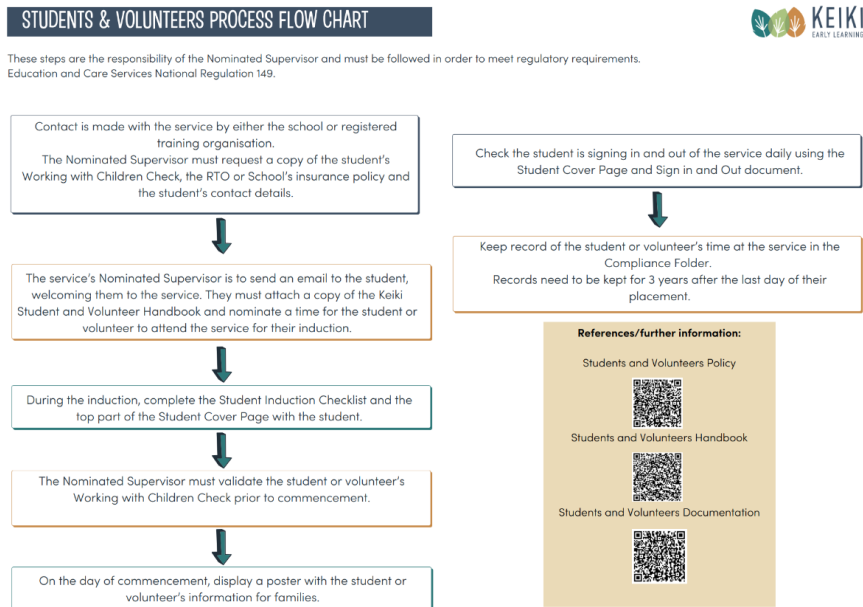 STUDENTS & VOLUNTEERS PROCESS FLOW CHART
KEIKI
EARLY LEARNING
These steps are the responsibility of the Nominated Supervisor and must be followed in order to meet regulatory requirements.
Education and Care Services National Regulation 149.
Contact is made with the service by either the school or registered
training organisation.
The Nominated Supervisor must request a copy of the student's
Working with Children Check, the RTO or School's insurance policy and
the student's contact details.
The service's Nominated Supervisor is to send an email to the student,
welcoming them to the service. They must attach a copy of the Keiki
Student and Volunteer Handbook and nominate a time for the student or
volunteer to attend the service for their induction.
During the induction, complete the Student Induction Checklist and the
top part of the Student Cover Page with the student.
The Nominated Supervisor must validate the student or volunteer's
Working with Children Check prior to commencement.
On the day of commencement, display a poster with the student or
volunteer's information for families.
Check the student is signing in and out of the service daily using the
Student Cover Page and Sign in and Out document.
Keep record of the student or volunteer's time at the service in the
Compliance Folder.
Records need to be kept for 3 years after the last day of their
placement.
References/further information:
Students and Volunteers Policy
Students and Volunteers Handbook
Students and Volunteers Documentation